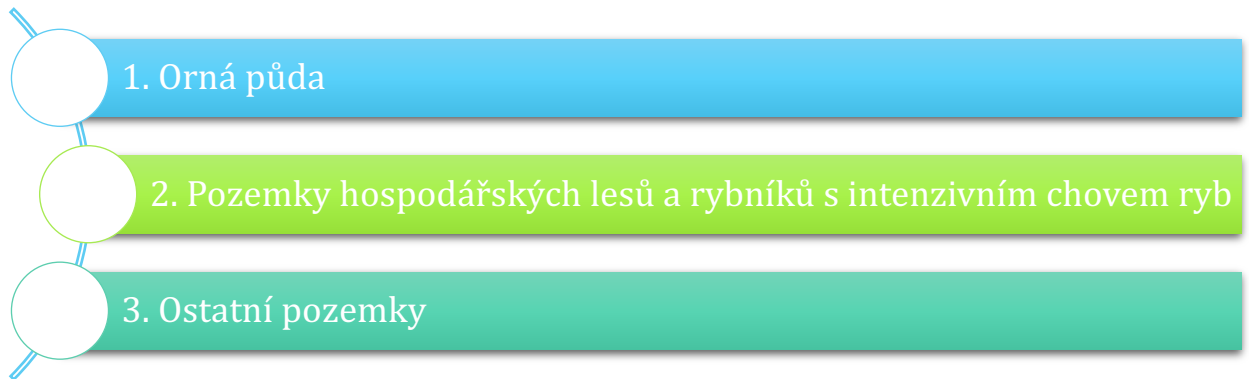 1. Orná půda
2. Pozemky hospodářských lesů a rybníků s intenzivním chovem ryb
3. Ostatní pozemky